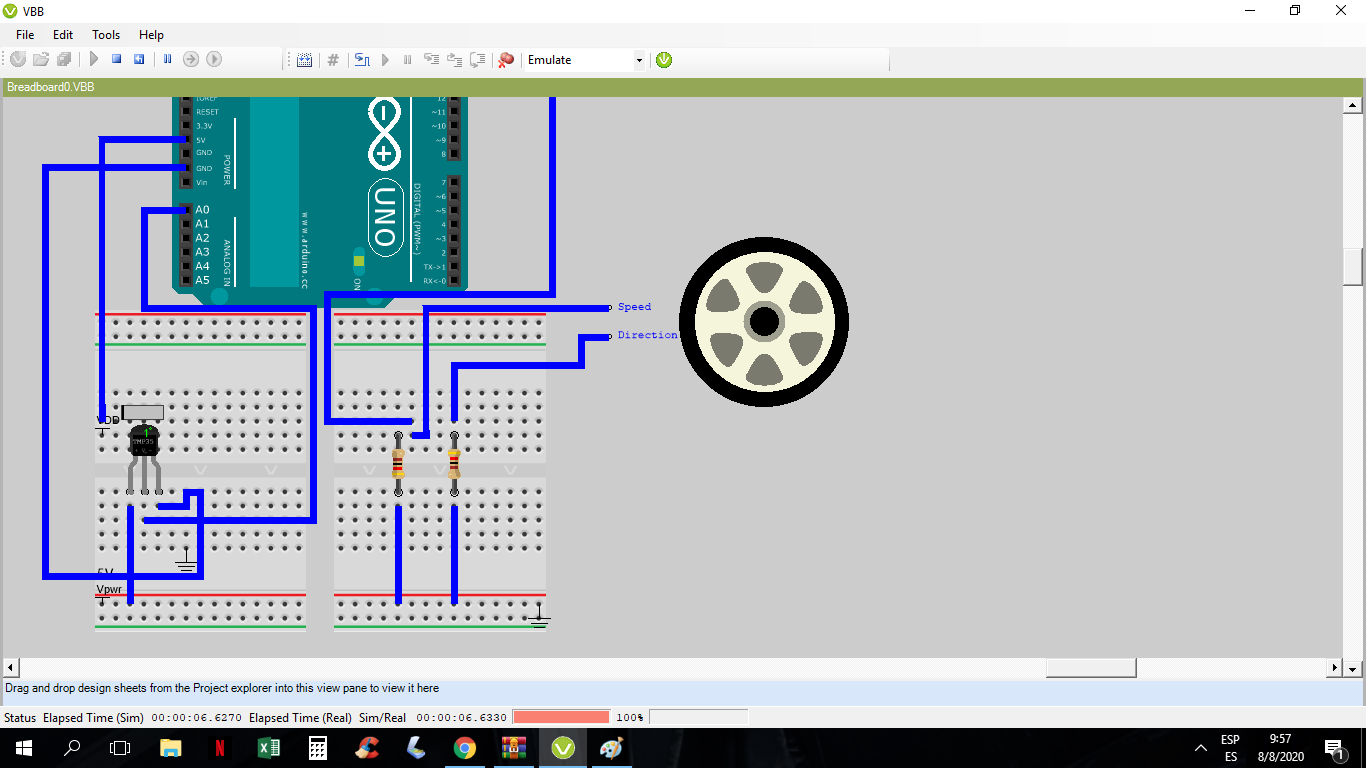 VBB
File Edit Tools Help
Emulate
Breadboard0.VBB
IOREF
RESET
3.3V
5V
GND
GND
Vin
POWER
A0
A1
A2
A3
A4
A5
ANALOG IN
www.arduino.cc
UNO
ON
DIGITAL (PWM~)
12
~11
~10
~9
8
7
~6
~5
4
~3
2
TX->1
RX<-0
Speed
Direction
VDD
1
TMP35
5V
Vpwr
Drag and drop design sheets from the Project explorer into this view pane to view it here
Status Elapsed Time (Sim) 00:00:06.6270 Elapsed Time (Real) Sim/Real 00:00:06.6330 100%
ESP
ES
9:57
8/8/2020
1